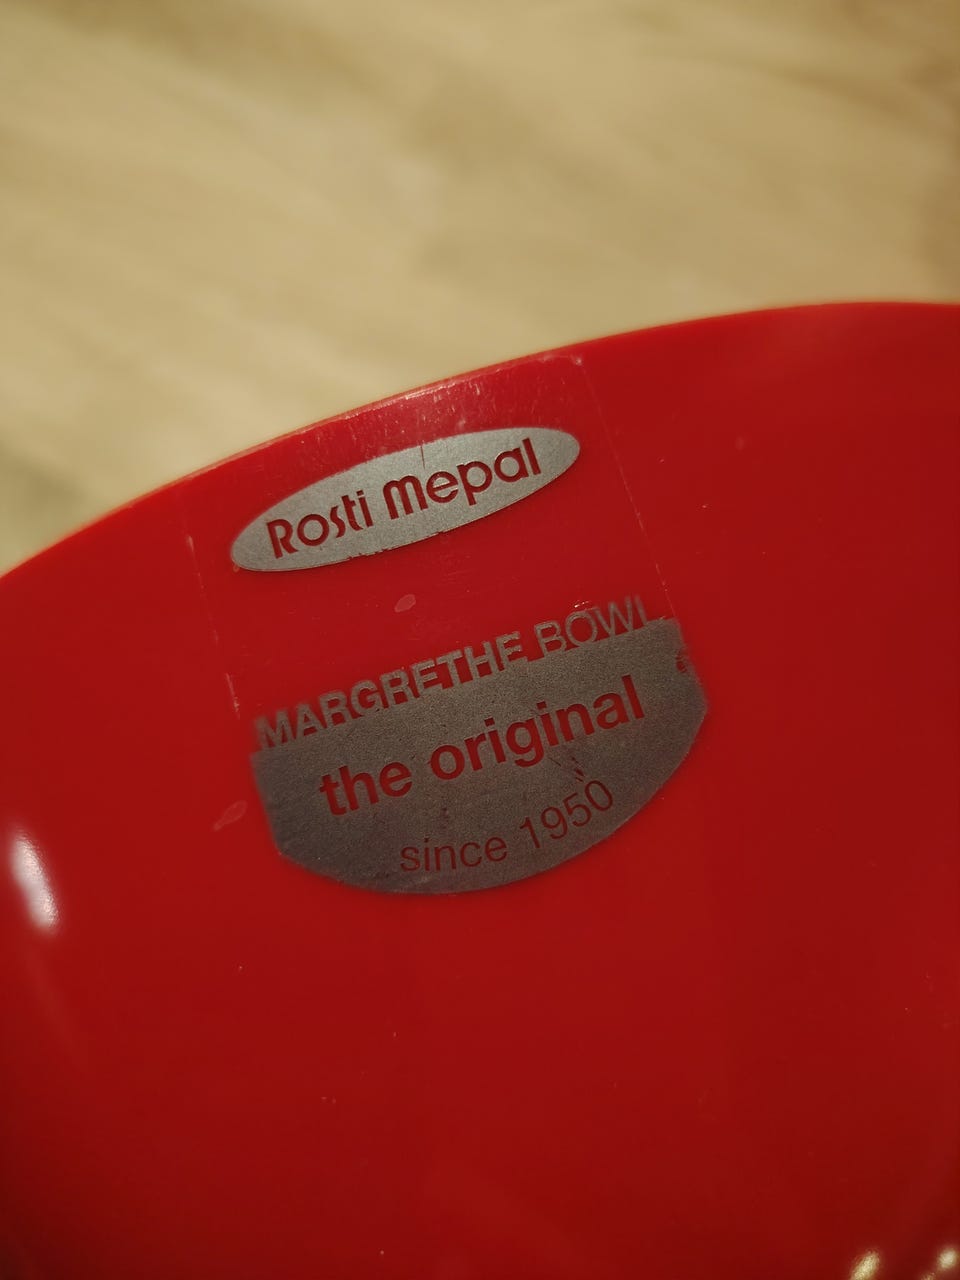 Rosti mepal
MARGRETHE BOWL
the original
since 1950